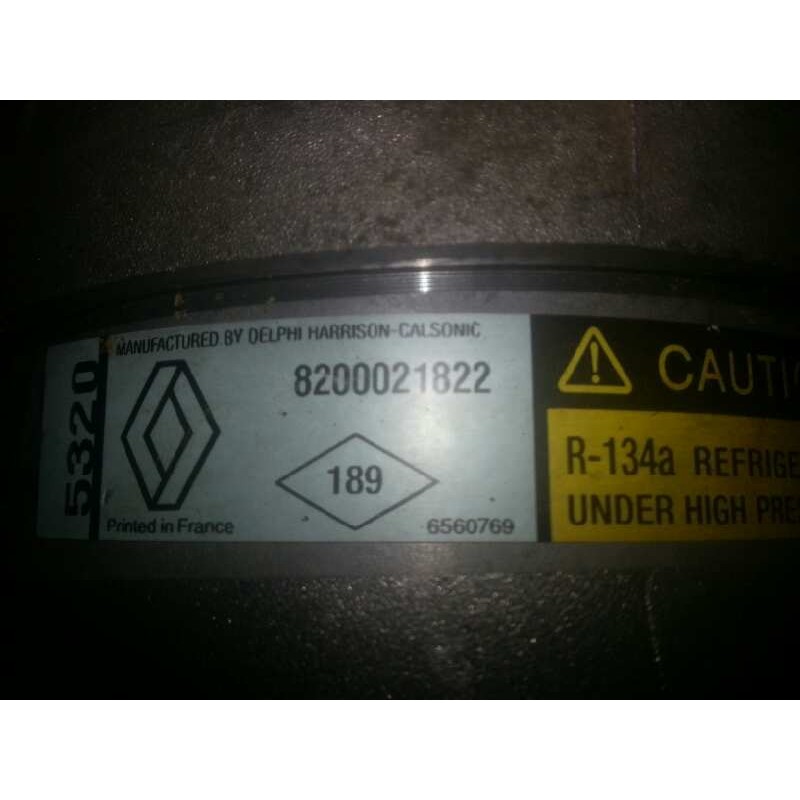 5320
MANUFACTURED BY DELPHI HARRISON-CALSONIC
8200021822
189
Printed in France
6560769
CAUTI
R-134a REFRIGE
UNDER HIGH PRE